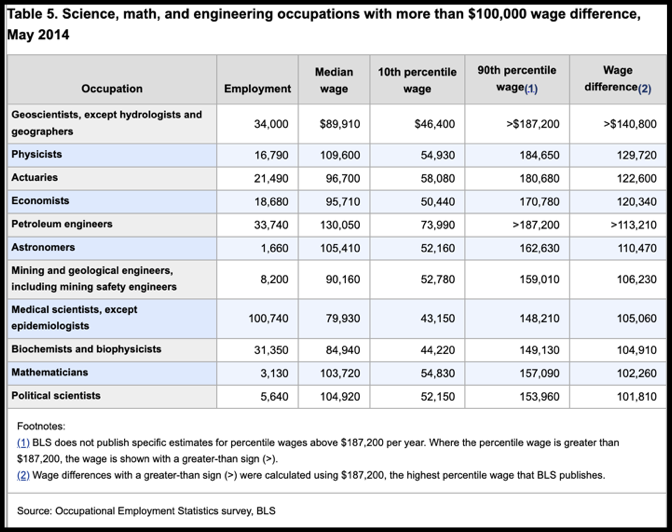 Table 5. Science, math, and engineering occupations with more than $100,000 wage difference,
May 2014
Occupation Employment Median wage 10th percentile wage 90th percentile wage(1) Wage difference(2)
Geoscientists, except hydrologists and geographers 34,000 $89,910 $46,400 >$187,200 >$140,800
Physicists 16,790 109,600 54,930 184,650 129,720
Actuaries 21,490 96,700 58,080 180,680 122,600
Economists 18,680 95,710 50,440 170,780 120,340
Petroleum engineers 33,740 130,050 73,990 >187,200 >113,210
Astronomers 1,660 105,410 52,160 162,630 110,470
Mining and geological engineers, including mining safety engineers 8,200 90,160 52,780 159,010 106,230
Medical scientists, except epidemiologists 100,740 79,930 43,150 148,210 105,060
Biochemists and biophysicists 31,350 84,940 44,220 149,130 104,910
Mathematicians 3,130 103,720 54,830 157,090 102,260
Political scientists 5,640 104,920 52,150 153,960 101,810
Footnotes:
(1) BLS does not publish specific estimates for percentile wages above $187,200 per year. Where the percentile wage is greater than
$187,200, the wage is shown with a greater-than sign (>).
(2) Wage differences with a greater-than sign (>) were calculated using $187,200, the highest percentile wage that BLS publishes.
Source: Occupational Employment Statistics survey, BLS